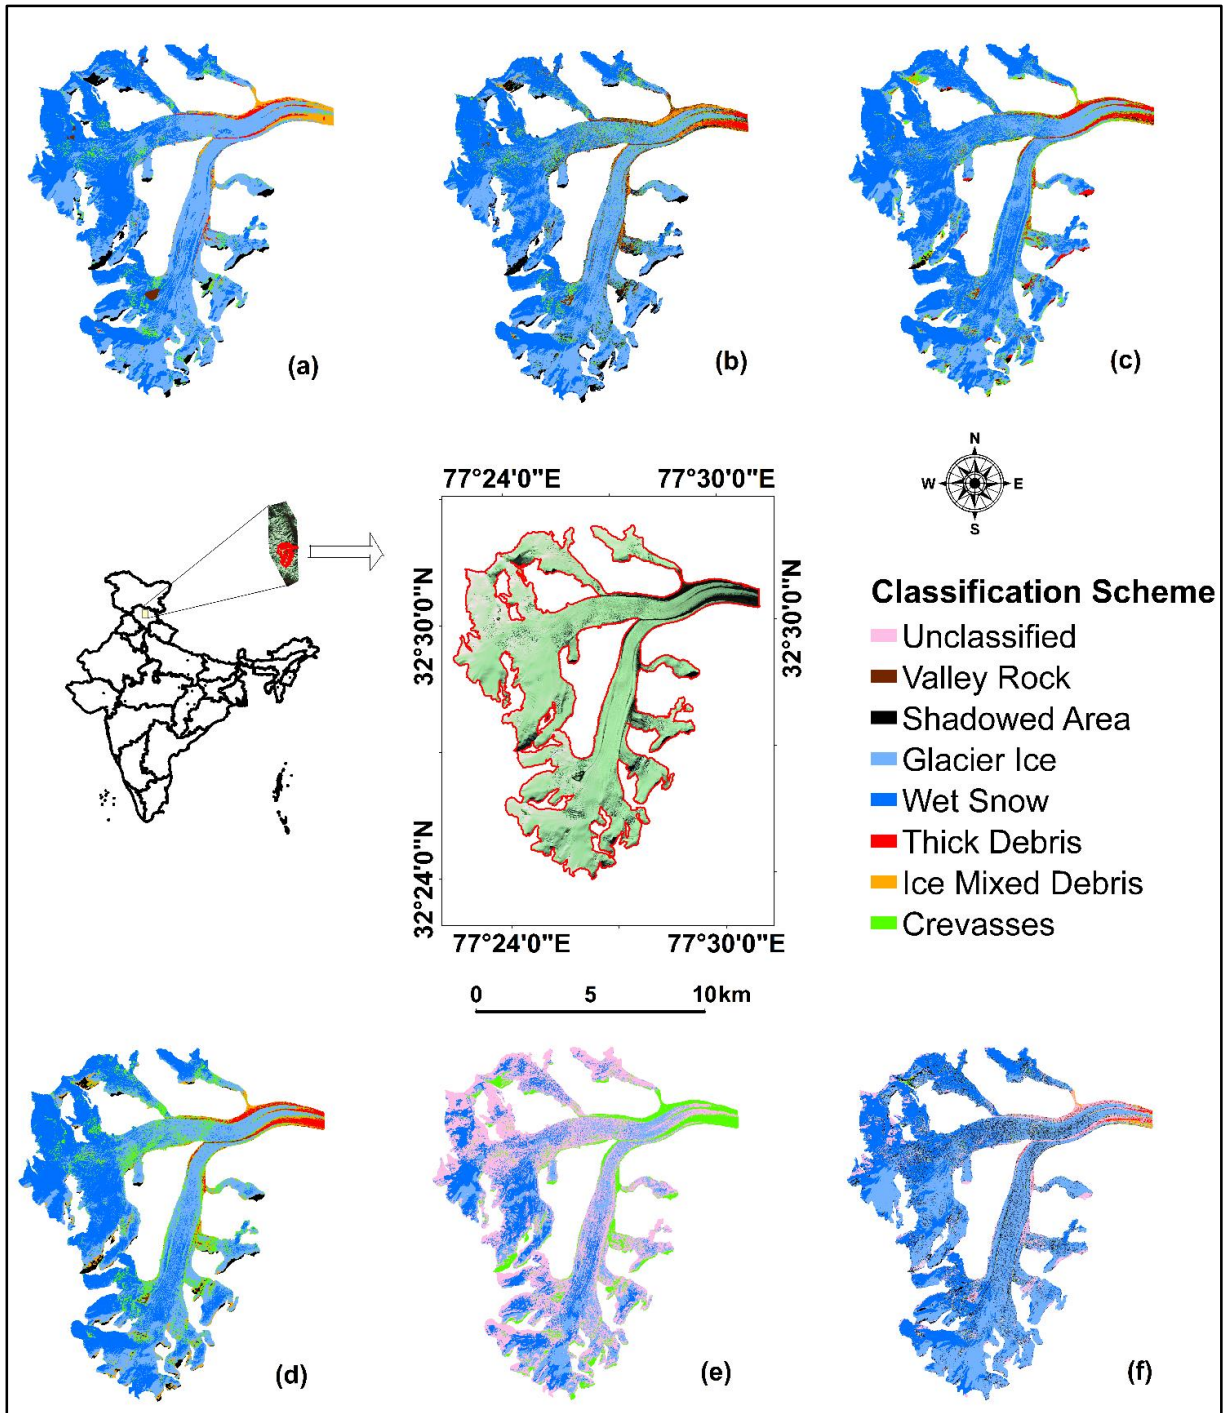 (a)
(b)
(c)
N
W
E
S
77°24'0"E
77°30'0"E
32°30'0"N
32°30'0"N
32°24'0"N
77°24'0"E
77°30'0"E
0
5
10km
Classification Scheme
Unclassified
Valley Rock
Shadowed Area
Glacier Ice
Wet Snow
Thick Debris
Ice Mixed Debris
Crevasses
(d)
(e)
(f)